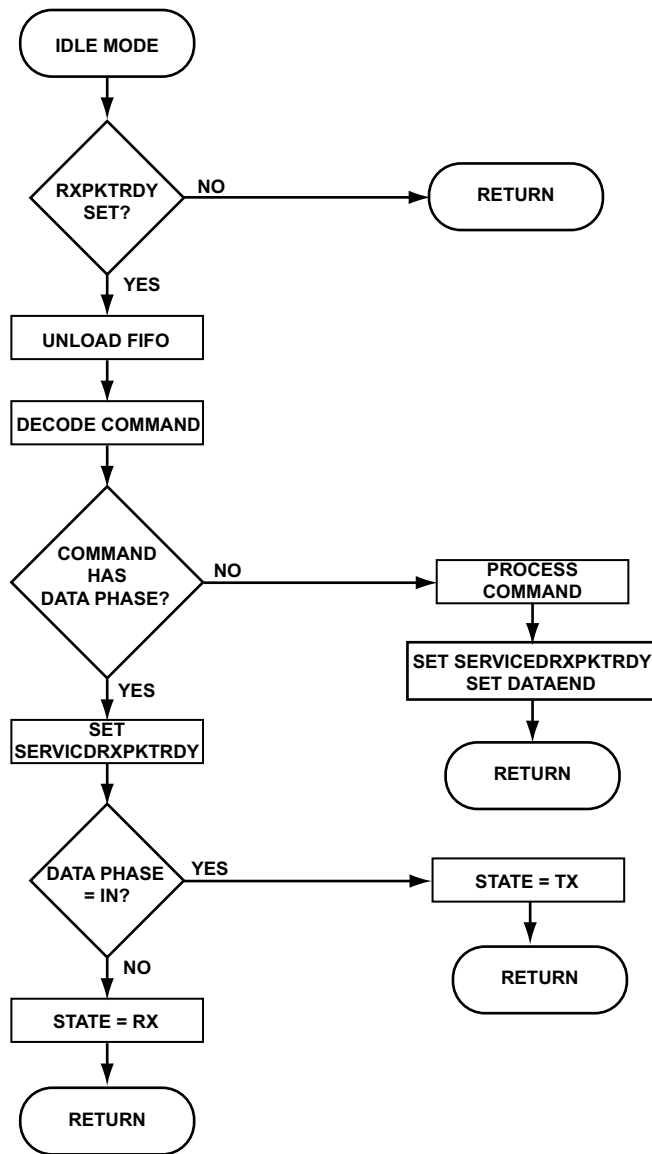 IDLE MODE
RXPKTRDY
SET?
NO
RETURN
YES
UNLOAD FIFO
DECODE COMMAND
COMMAND
HAS
DATA PHASE?
NO
PROCESS
COMMAND
SET SERVICEDRXPKTRDY
SET DATAEND
RETURN
YES
SET
SERVICDRXPKTRDY
DATA PHASE
= IN?
YES
STATE = TX
RETURN
NO
STATE = RX
RETURN